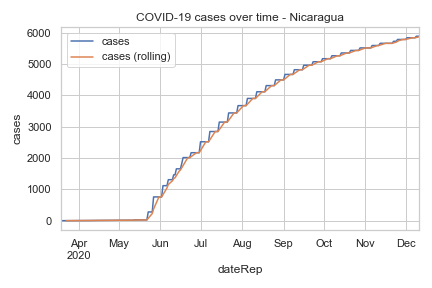 COVID-19 cases over time - Nicaragua
cases
cases (rolling)
6000
5000
4000
3000
2000
1000
0
cases
Apr
2020
May
Jun
Jul
Aug
Sep
Oct
Nov
Dec
dateRep